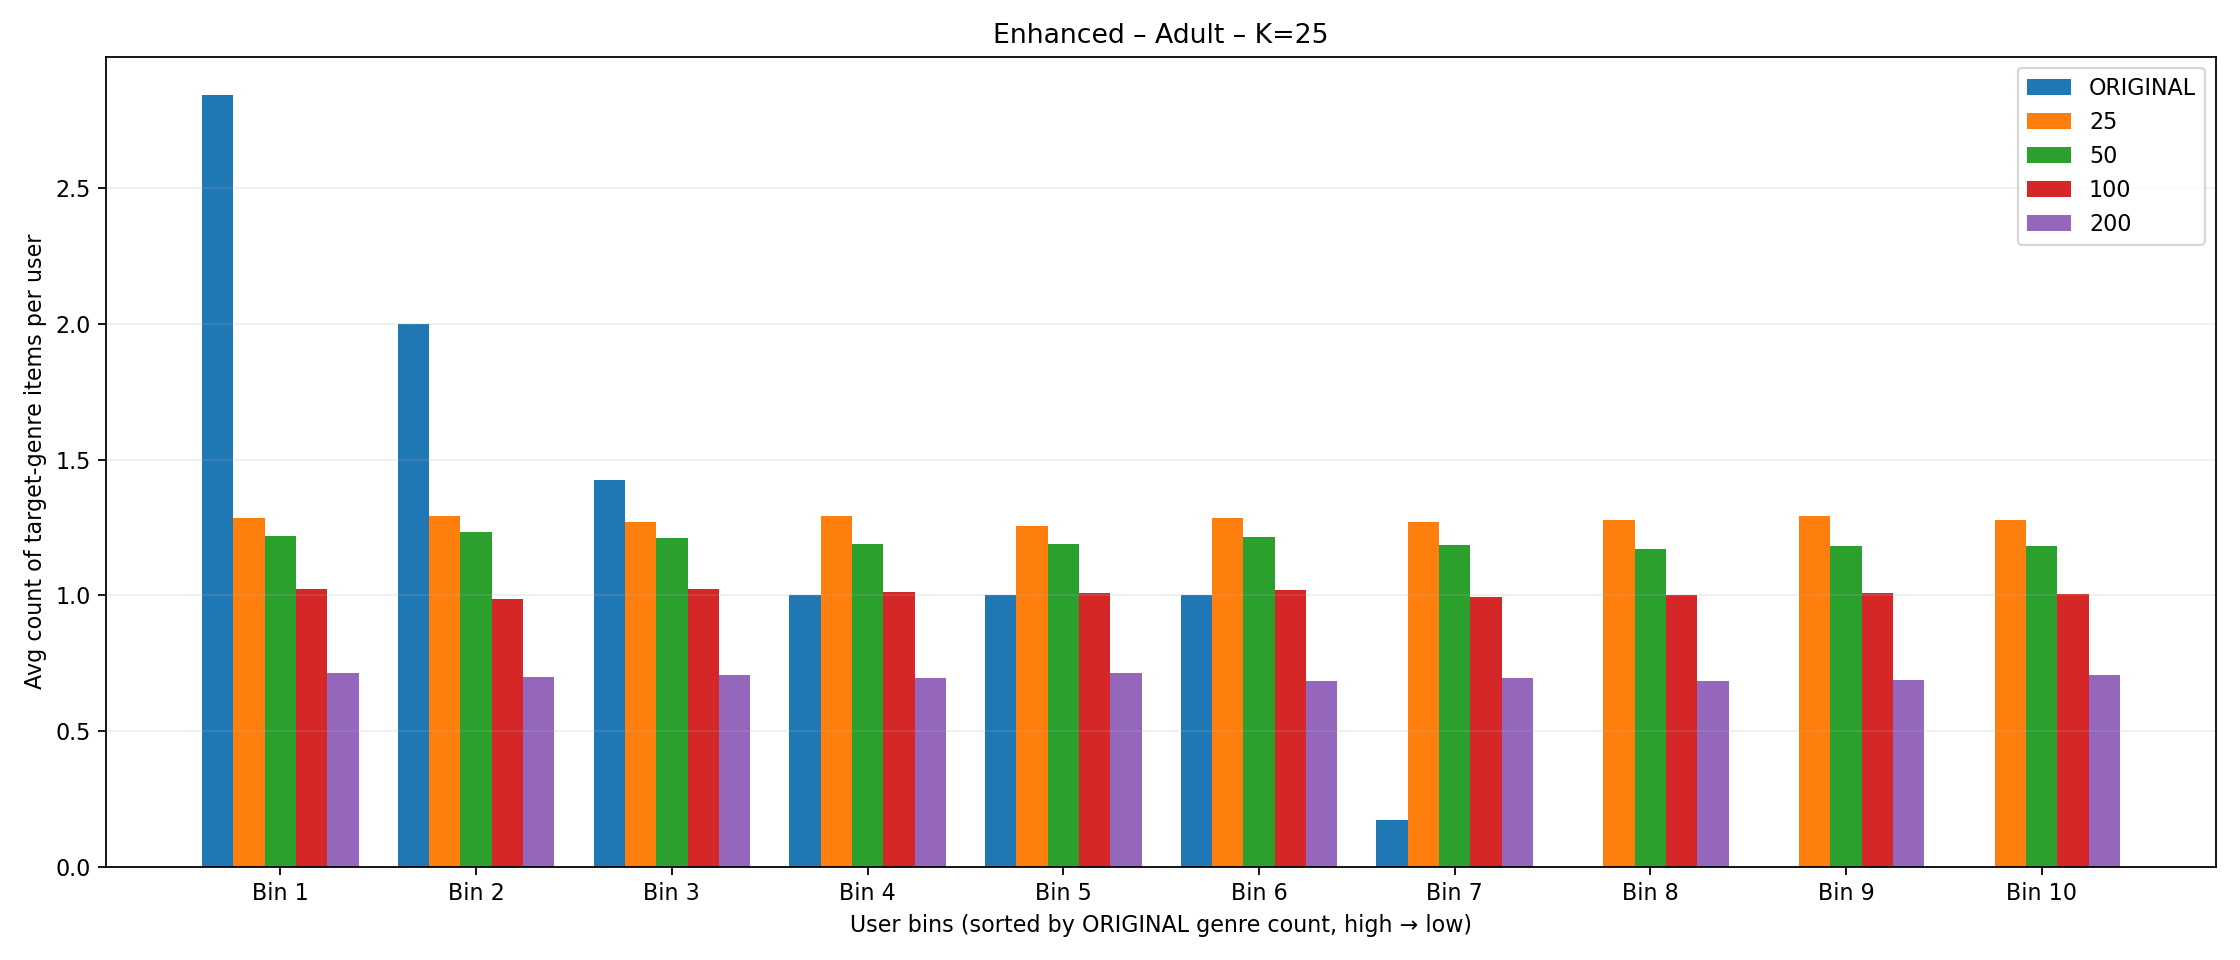 Enhanced – Adult – K=25
ORIGINAL
25
50
100
200
Avg count of target-genre items per user
2.5
2.0
1.5
1.0
0.5
0.0
Bin 1 Bin 2 Bin 3 Bin 4 Bin 5 Bin 6 Bin 7 Bin 8 Bin 9 Bin 10
User bins (sorted by ORIGINAL genre count, high → low)